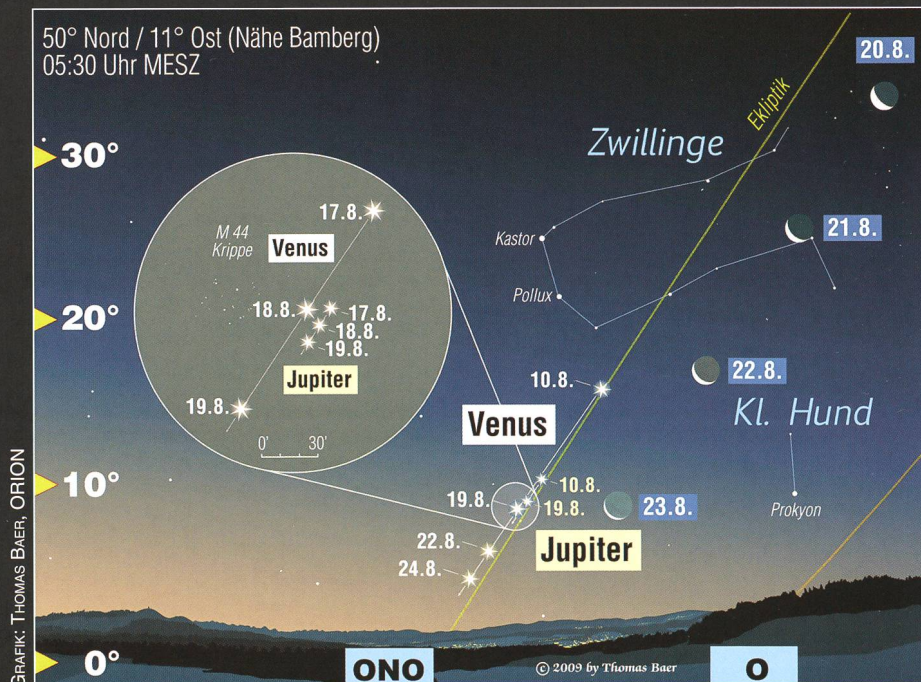 50° Nord / 11° Ost (Nähe Bamberg)
05:30 Uhr MESZ
20.8.
Ekliptik
Zwillinge
30°
17.8.
M 44
Krippe
Venus
Kastor
21.8.
Pollux
18.8.
17.8.
18.8.
19.8.
20°
Jupiter
10.8.
22.8.
19.8.
Venus
Kl. Hund
0'
30'
10°
10.8.
19.8.
19.8.
23.8.
Prokyon
22.8.
Jupiter
24.8.
0°
ONO
© 2009 by Thomas Baer
O
GRAFIK: THOMAS BAER, ORION